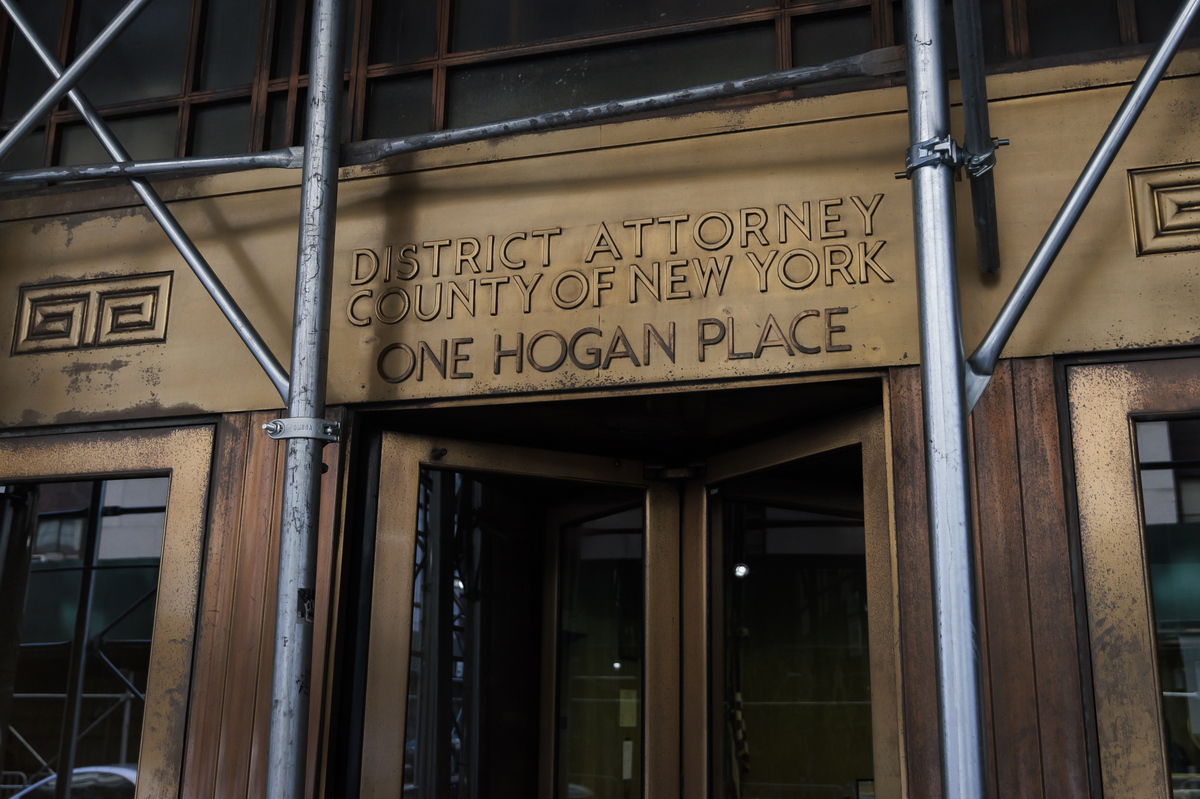 DISTRICT ATTORNEY
COUNTY OF NEW YORK
ONE HOGAN PLACE